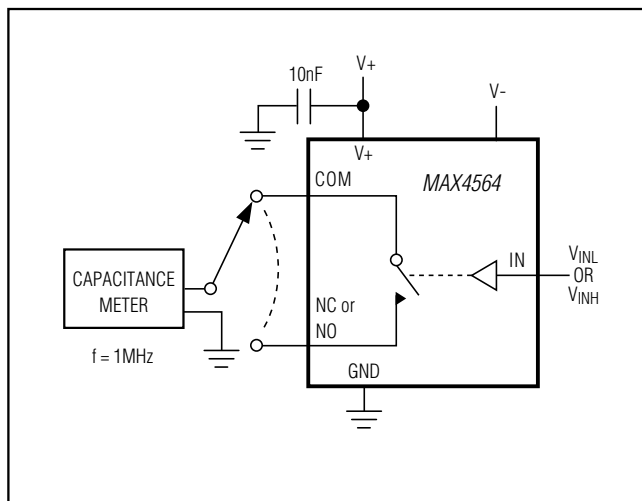 10nF
V+
V-
V+
MAX4564
COM
IN
VINL
OR
VINH
CAPACITANCE
METER
NC or
NO
f = 1MHz
GND